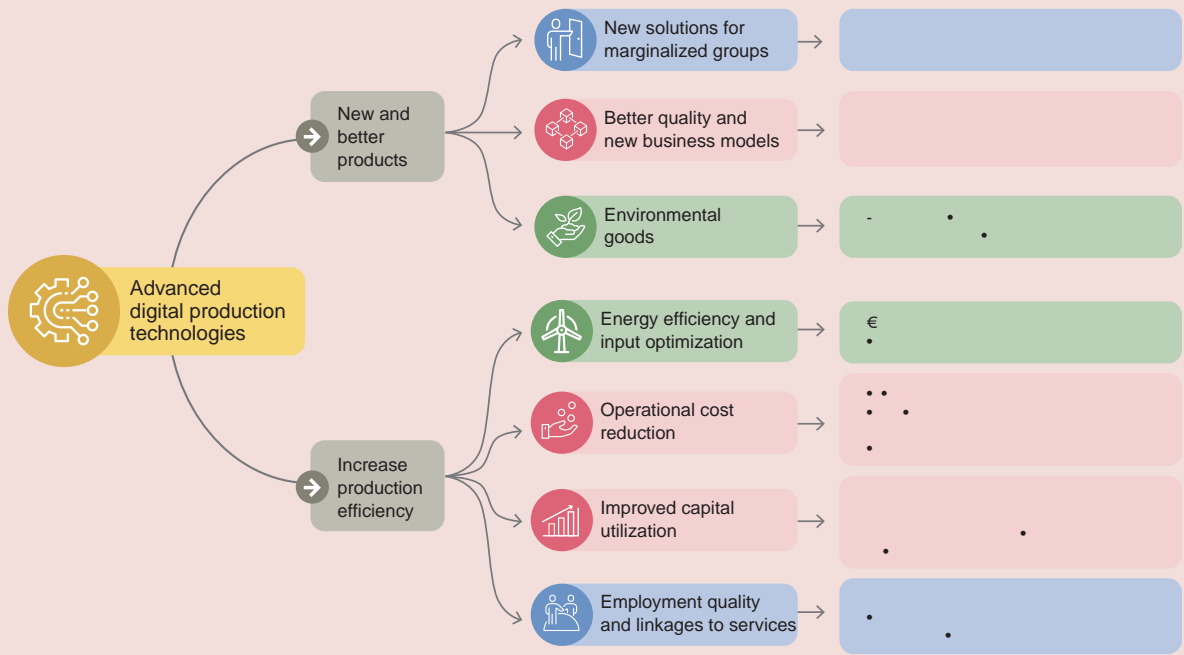 Advanced
digital production
technologies
New and
better
products
New solutions for
marginalized groups
Better quality and
new business models
Environmental
goods
-
•
•
Increase
production
efficiency
Energy efficiency and
input optimization
€
•
Operational cost
reduction
• •
• •
•
Improved capital
utilization
•
•
Employment quality
and linkages to services
•
•